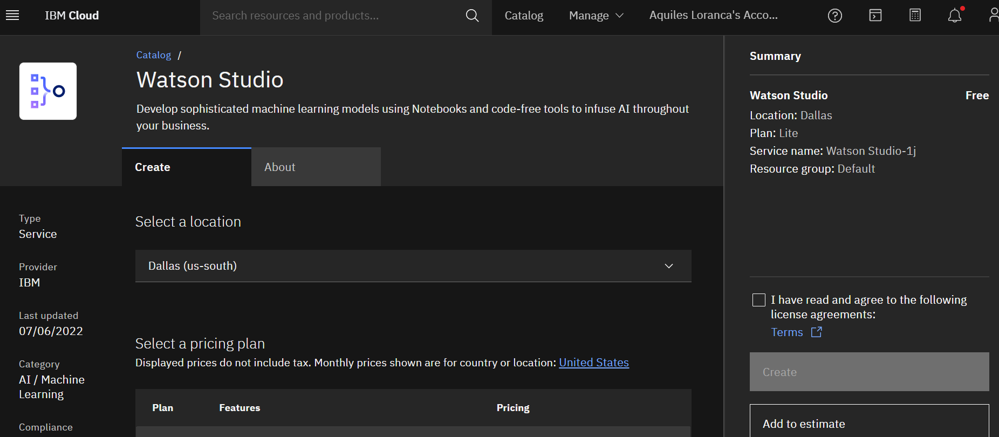 IBM Cloud
Search resources and products...
Catalog
Manage
Aquiles Loranca's Acco...
Catalog /
Watson Studio
Develop sophisticated machine learning models using Notebooks and code-free tools to infuse AI throughout
your business.
Create
About
Type
Service
Provider
IBM
Last updated
07/06/2022
Category
AI / Machine
Learning
Compliance
Select a location
Dallas (us-south)
Select a pricing plan
Displayed prices do not include tax. Monthly prices shown are for country or location: United States
Plan Features Pricing
Summary
Watson Studio Free
Location: Dallas
Plan: Lite
Service name: Watson Studio-1j
Resource group: Default
I have read and agree to the following
license agreements:
Terms
Create
Add to estimate